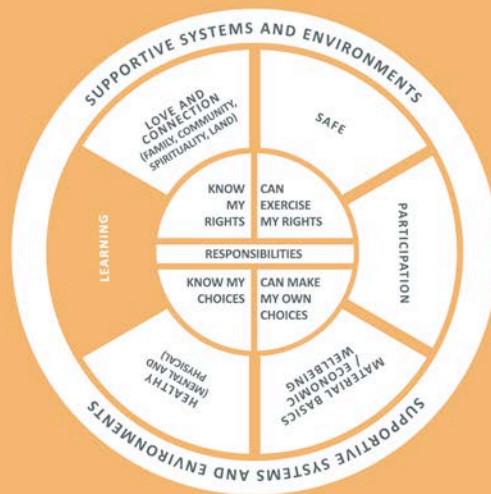 SUPPORTIVE SYSTEMS AND ENVIRONMENTS
LOVE AND
CONNECTION
(FAMILY, COMMUNITY,
SPIRITUALITY, LAND)
SAFE
LEARNING
KNOW
MY
RIGHTS
CAN
EXERCISE
MY RIGHTS
PARTICIPATION
RESPONSIBILITIES
KNOW MY
CHOICES
CAN MAKE
MY OWN
CHOICES
HEALTHY
(MENTAL AND
PHYSICAL)
MATERIAL BASICS
/ ECONOMIC
WELLBEING
SUPPORTIVE SYSTEMS AND ENVIRONMENTS